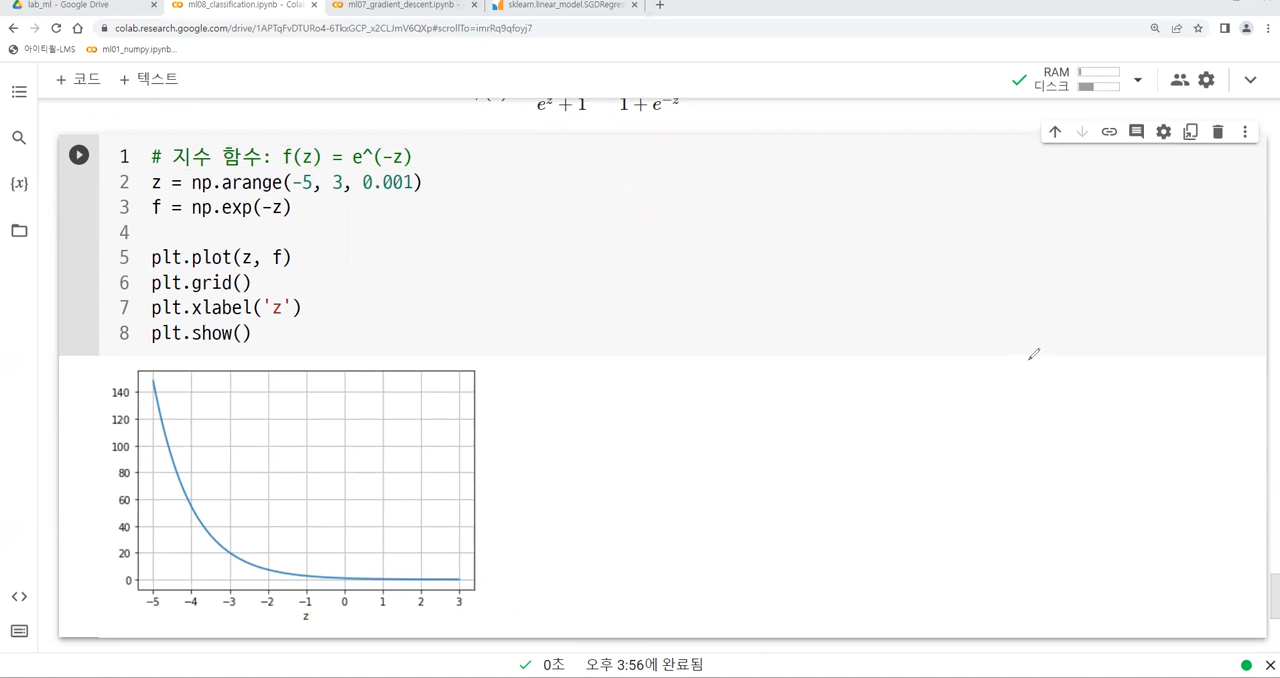 lab_ml - Google Drive
ml08_classification.ipynb - Cola
ml07_gradient_descent.ipynb -
sklearn.linear_model.SGDRegres
colab.research.google.com/drive/1APTqFvDTURo4-6TkxGCP_x2CLJmV6QXp#scrollTo=imrRq9qfoyj7
아이티윌-LMS
ml01_numpy.ipynb...
+ 코드 + 텍스트
RAM
디스크
e^z + 1 1 + e^−z
1 # 지수 함수: f(z) = e^(-z)
2 z = np.arange(-5, 3, 0.001)
3 f = np.exp(-z)
4
5 plt.plot(z, f)
6 plt.grid()
7 plt.xlabel('z')
8 plt.show()
140
120
100
80
60
40
20
0
−5 −4 −3 −2 −1 0 1 2 3
z
0초 오후 3:56에 완료됨